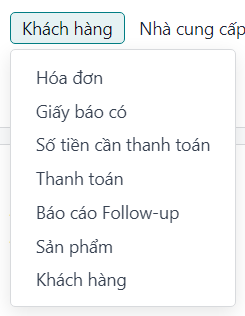 Khách hàng Nhà cung cấp
Hóa đơn
Giấy báo có
Số tiền cần thanh toán
Thanh toán
Báo cáo Follow-up
Sản phẩm
Khách hàng